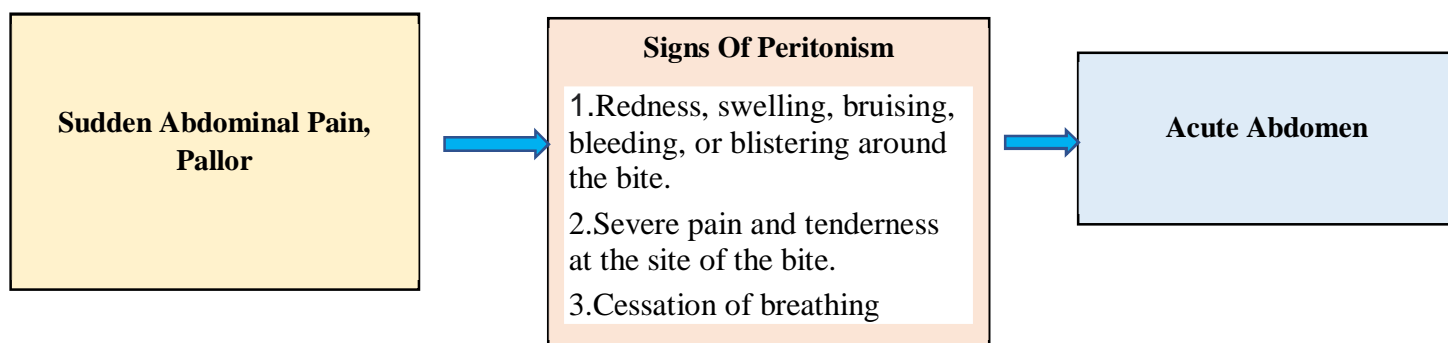 Sudden Abdominal Pain,
Pallor
Signs Of Peritonism
1.Redness, swelling, bruising,
bleeding, or blistering around
the bite.
2.Severe pain and tenderness
at the site of the bite.
3.Cessation of breathing
Acute Abdomen